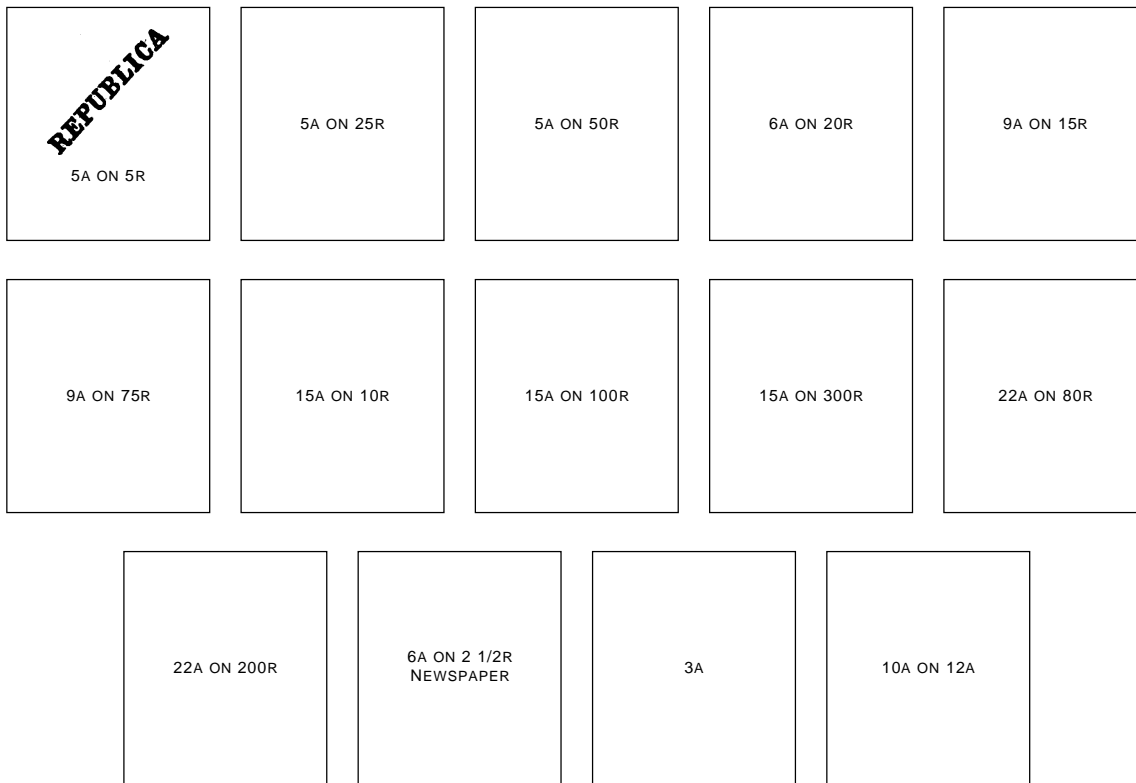 REPUBLICA
5A ON 5R
5A ON 25R
5A ON 50R
6A ON 20R
9A ON 15R
9A ON 75R
15A ON 10R
15A ON 100R
15A ON 300R
22A ON 80R
22A ON 200R
6A ON 2 1/2R
NEWSPAPER
3A
10A ON 12A